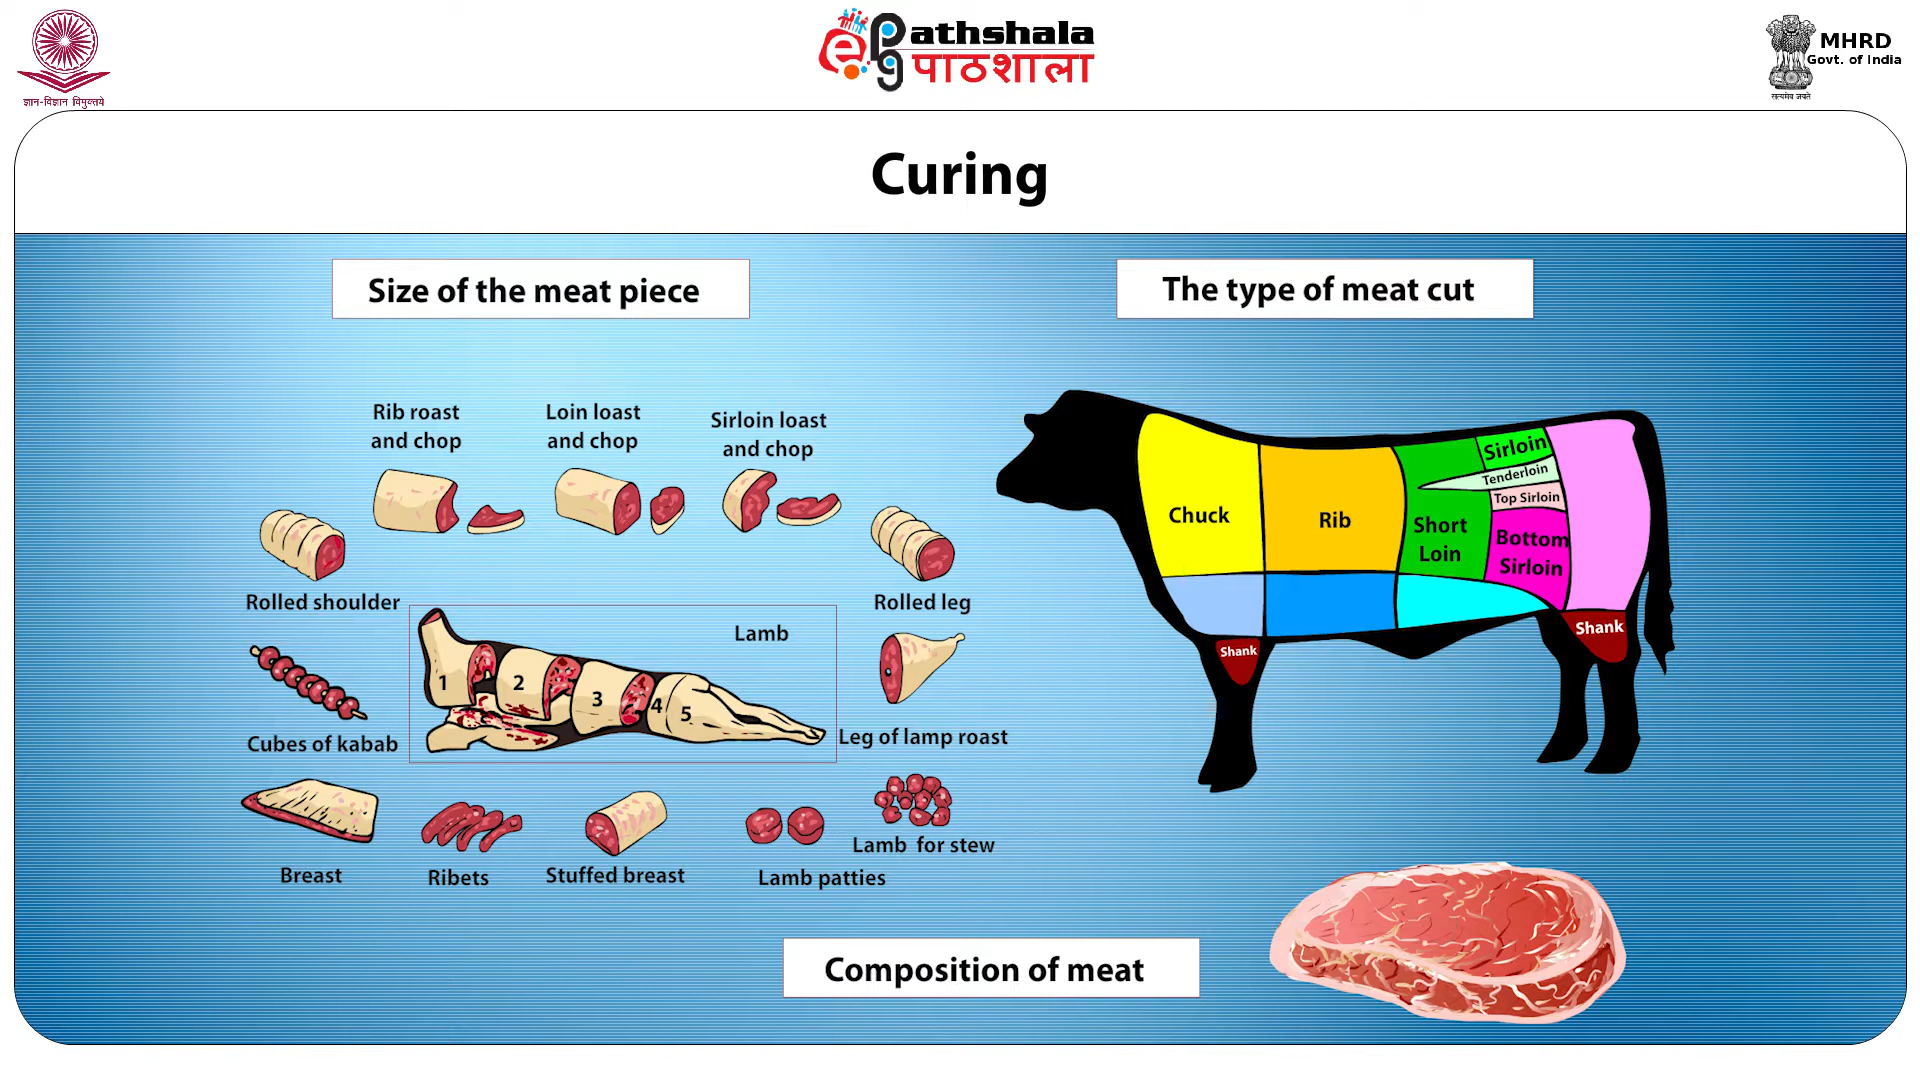 ज्ञान-विज्ञान विमुक्तये
ePathshala
पाठशाला
MHRD
Govt. of India
सत्यमेव जयते
Curing
Size of the meat piece
The type of meat cut
Rib roast
and chop
Loin loast
and chop
Sirloin loast
and chop
Rolled shoulder
Rolled leg
Lamb
1
2
3
4
5
Cubes of kabab
Leg of lamp roast
Breast
Ribets
Stuffed breast
Lamb patties
Lamb for stew
Chuck
Rib
Short
Loin
Sirloin
Tenderloin
Top Sirloin
Bottom
Sirloin
Shank
Shank
Composition of meat